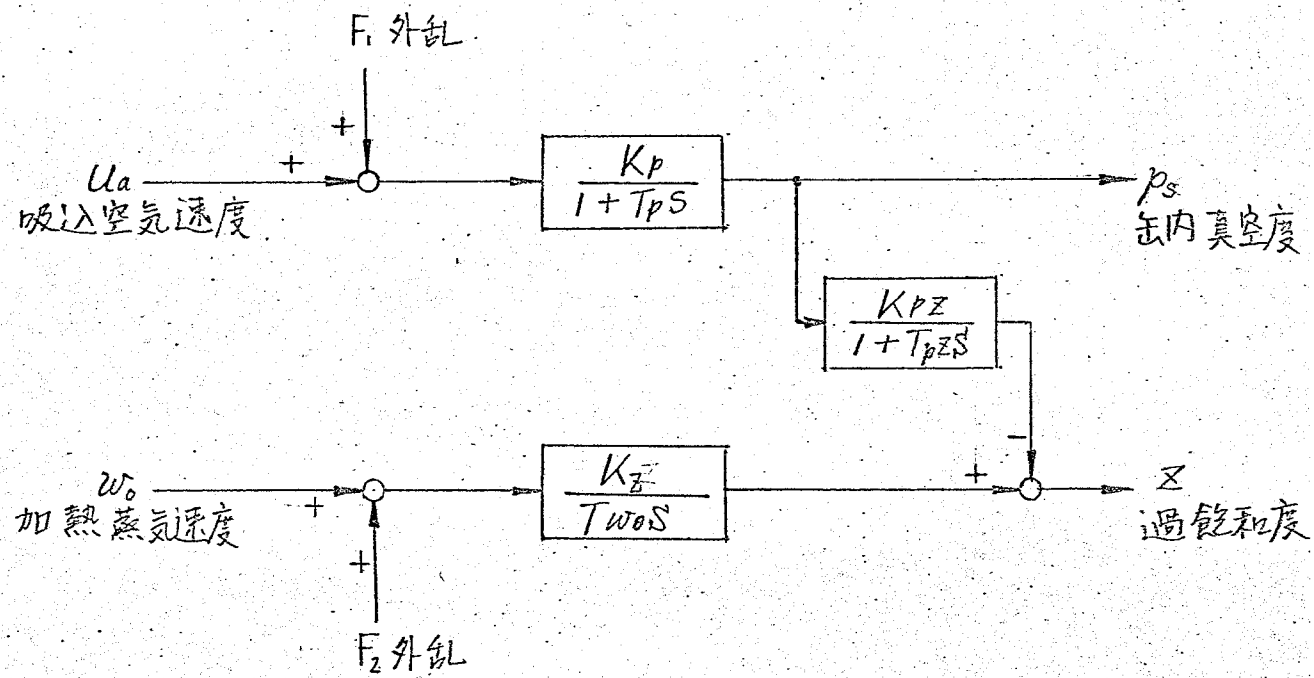 F₁ 外乱
+
+
Ua
吸込空気速度
Kp
1 + TpS
ps
缶内真空度
Kpz
1 + TpzS
−
w₀
加熱蒸気速度
+
Kz
Tw₀S
+
Z
過飽和度
+
F₂ 外乱